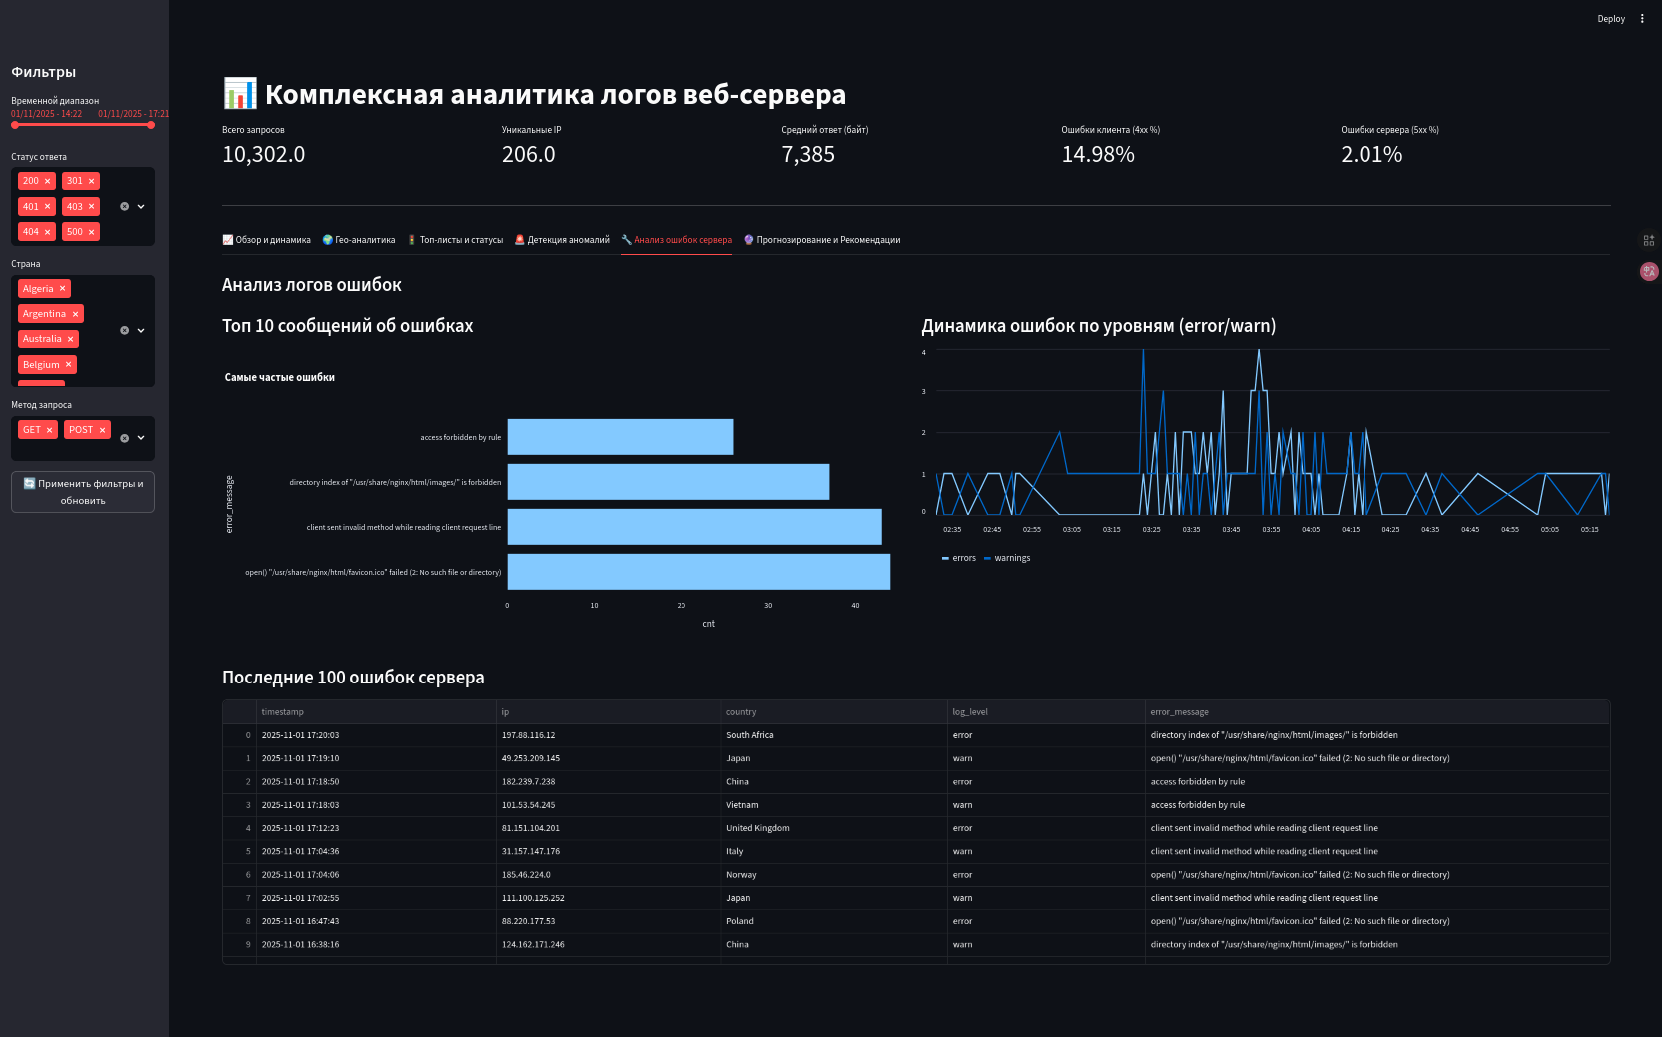 Deploy
Фильтры
Временной диапазон
01/11/2025 - 14:22 01/11/2025 - 17:21
Статус ответа
200 301
401 403
404 500
Страна
Algeria
Argentina
Australia
Belgium
Метод запроса
GET POST
Применить фильтры и
обновить
Комплексная аналитика логов веб-сервера
Всего запросов
10,302.0
Уникальные IP
206.0
Средний ответ (байт)
7,385
Ошибки клиента (4xx %)
14.98%
Ошибки сервера (5xx %)
2.01%
Обзор и динамика Гео-аналитика Топ-листы и статусы Детекция аномалий Анализ ошибок сервера Прогнозирование и Рекомендации
Анализ логов ошибок
Топ 10 сообщений об ошибках
Самые частые ошибки
error_message
access forbidden by rule
directory index of "/usr/share/nginx/html/images/" is forbidden
client sent invalid method while reading client request line
open() "/usr/share/nginx/html/favicon.ico" failed (2: No such file or directory)
0 10 20 30 40
cnt
Динамика ошибок по уровням (error/warn)
4
3
2
1
0
02:35 02:45 02:55 03:05 03:15 03:25 03:35 03:45 03:55 04:05 04:15 04:25 04:35 04:45 04:55 05:05 05:15
errors warnings
Последние 100 ошибок сервера
timestamp ip country log_level error_message
0 2025-11-01 17:20:03 197.88.116.12 South Africa error directory index of "/usr/share/nginx/html/images/" is forbidden
1 2025-11-01 17:19:10 49.253.209.145 Japan warn open() "/usr/share/nginx/html/favicon.ico" failed (2: No such file or directory)
2 2025-11-01 17:18:50 182.239.7.238 China error access forbidden by rule
3 2025-11-01 17:18:03 101.53.54.245 Vietnam warn access forbidden by rule
4 2025-11-01 17:12:23 81.151.104.201 United Kingdom error client sent invalid method while reading client request line
5 2025-11-01 17:04:36 31.157.147.176 Italy warn client sent invalid method while reading client request line
6 2025-11-01 17:04:06 185.46.224.0 Norway error open() "/usr/share/nginx/html/favicon.ico" failed (2: No such file or directory)
7 2025-11-01 17:02:55 111.100.125.252 Japan warn client sent invalid method while reading client request line
8 2025-11-01 16:47:43 88.220.177.53 Poland error open() "/usr/share/nginx/html/favicon.ico" failed (2: No such file or directory)
9 2025-11-01 16:38:16 124.162.171.246 China warn directory index of "/usr/share/nginx/html/images/" is forbidden